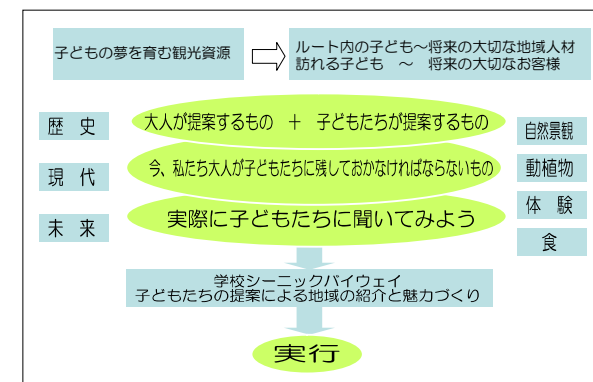 子どもの夢を育む観光資源
ルート内の子ども～将来の大切な地域人材
訪れる子ども　～　将来の大切なお客様
大人が提案するもの　＋　子どもたちが提案するもの
今、私たち大人が子どもたちに残しておかなければならないもの
実際に子どもたちに聞いてみよう
歴　史
現　代
未　来
自然景観
動植物
体　験
食
学校シーニックバイウェイ
子どもたちの提案による地域の紹介と魅力づくり
実行